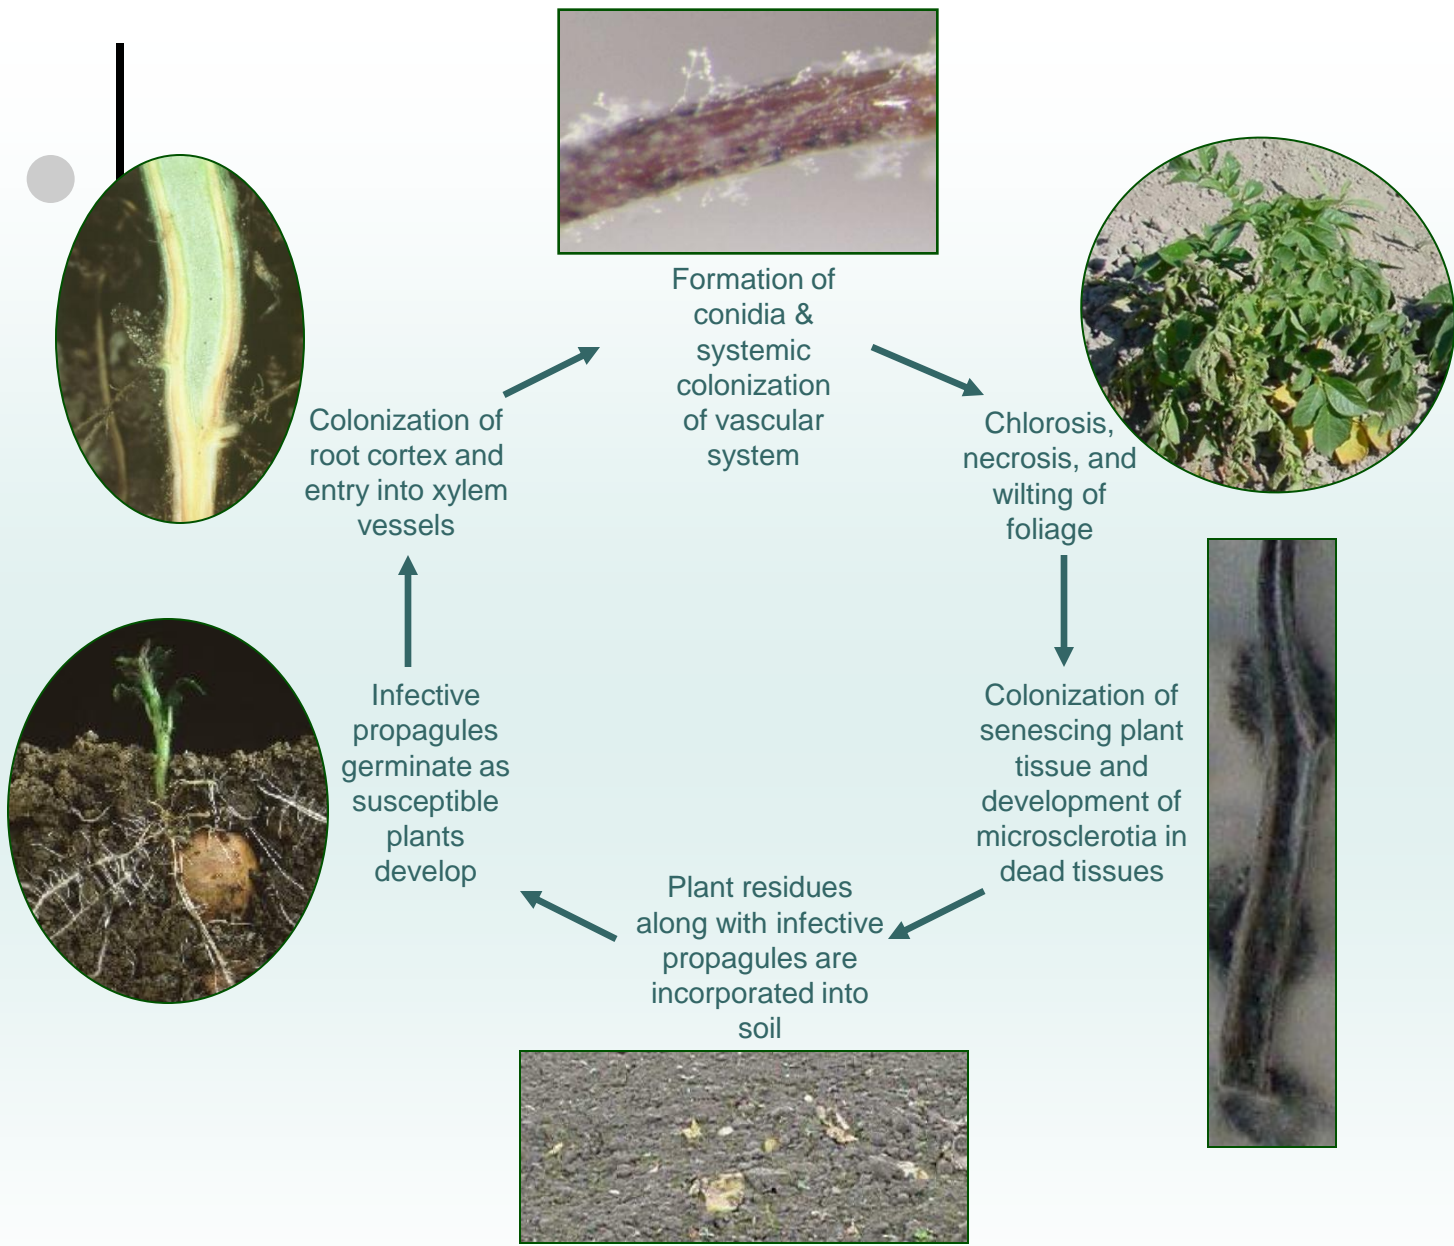 Formation of
conidia &
systemic
colonization
of vascular
system
Chlorosis,
necrosis, and
wilting of
foliage
Colonization of
senescing plant
tissue and
development of
microsclerotia in
dead tissues
Plant residues
along with infective
propagules are
incorporated into
soil
Infective
propagules
germinate as
susceptible
plants
develop
Colonization of
root cortex and
entry into xylem
vessels